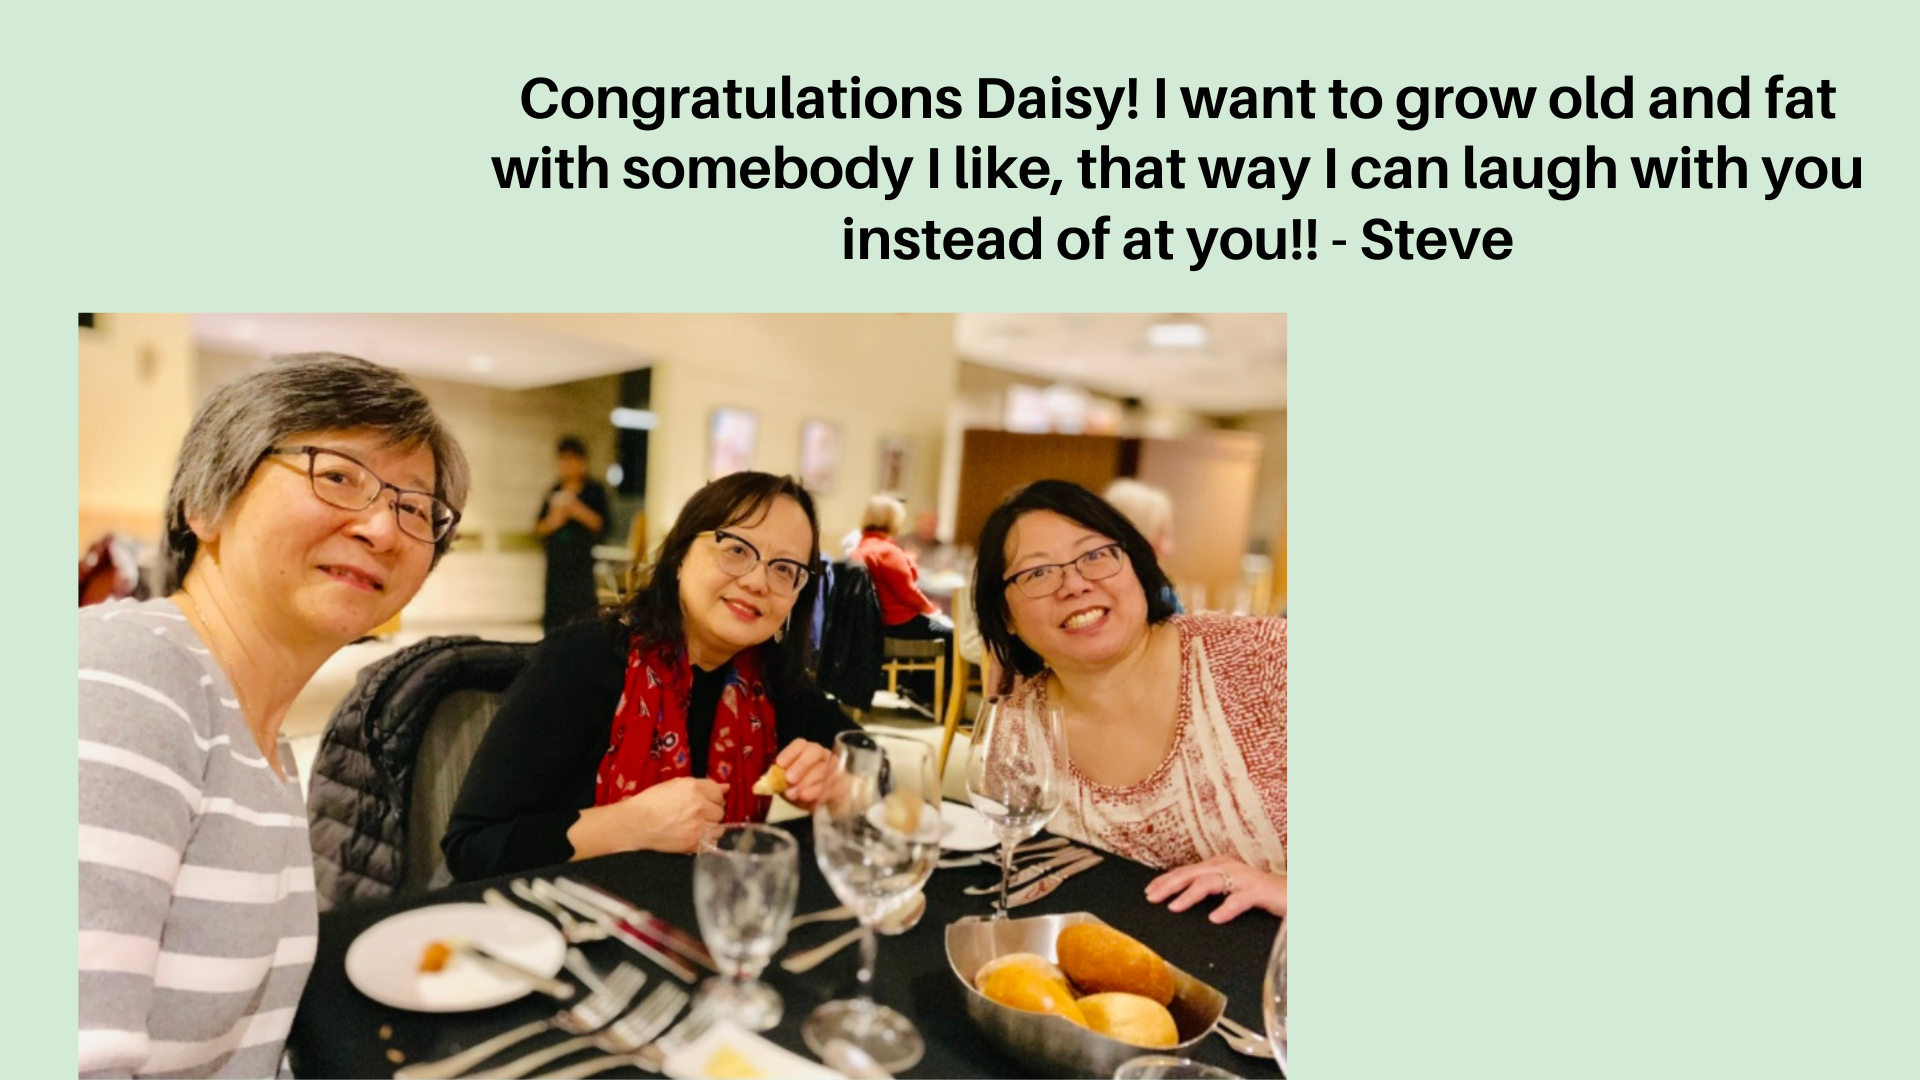 Congratulations Daisy! I want to grow old and fat
with somebody I like, that way I can laugh with you
instead of at you!! - Steve